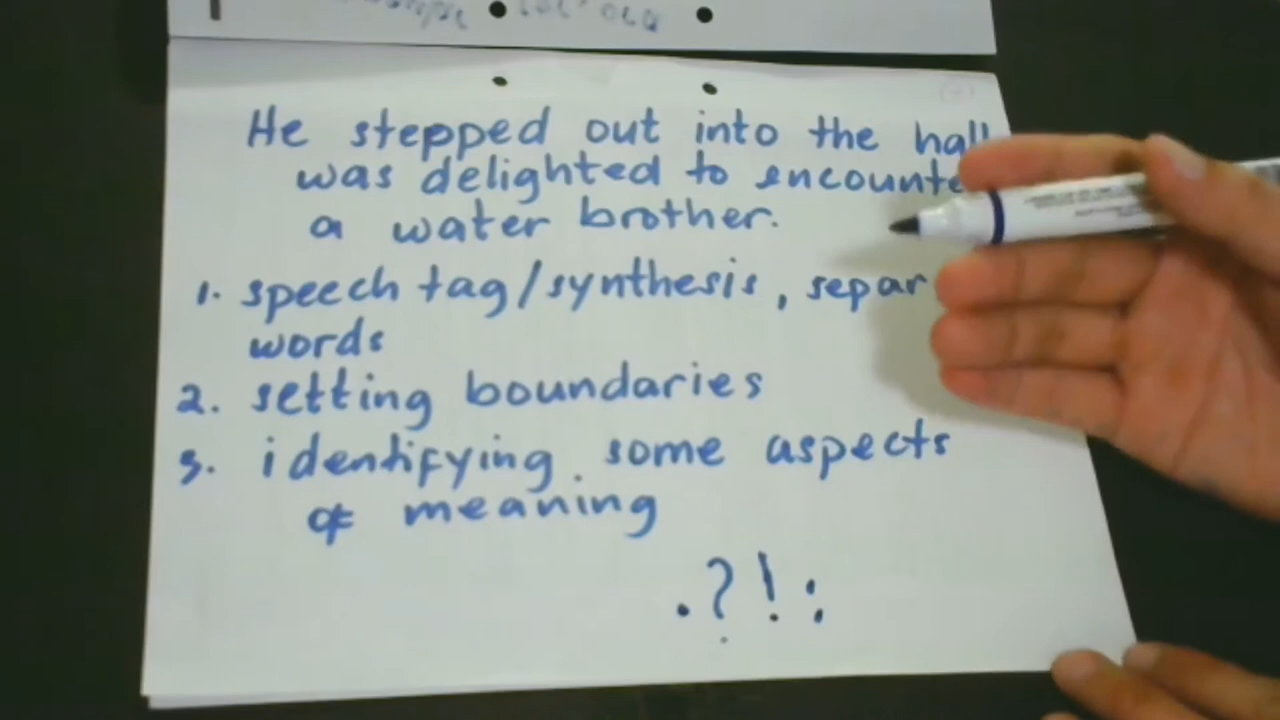 He stepped out into the hall
was delighted to encounte
a water brother.
1. speech tag/synthesis, separ
words
2. setting boundaries
3. identifying some aspects
of meaning
. ? ! :